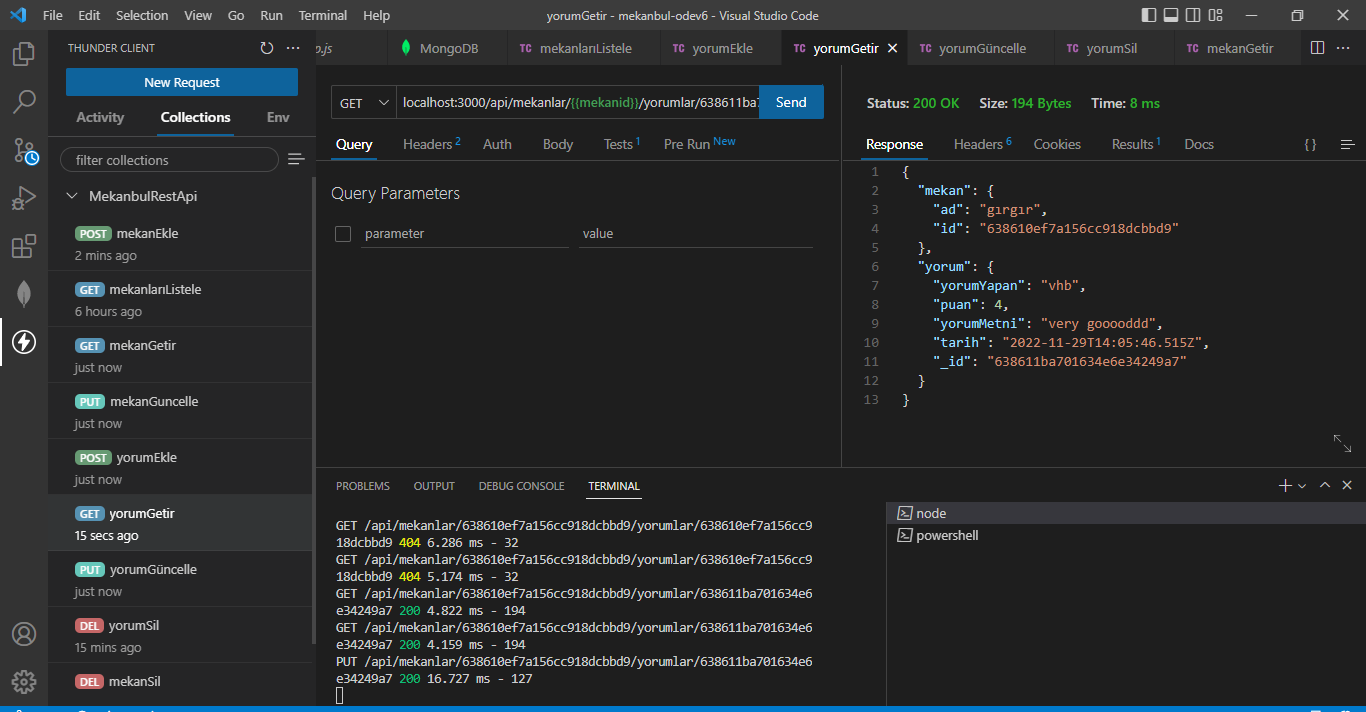 File Edit Selection View Go Run Terminal Help yorumGetir - mekanbul-odev6 - Visual Studio Code
THUNDER CLIENT
New Request
Activity Collections Env
filter collections
MekanbulRestApi
POST mekanEkle
2 mins ago
GET mekanlarıListele
6 hours ago
GET mekanGetir
just now
PUT mekanGuncelle
just now
POST yorumEkle
just now
GET yorumGetir
15 secs ago
PUT yorumGüncelle
just now
DEL yorumSil
15 mins ago
DEL mekanSil
p.js MongoDB TC mekanlarıListele TC yorumEkle TC yorumGetir TC yorumGüncelle TC yorumSil TC mekanGetir
GET localhost:3000/api/mekanlar/{{mekanid}}/yorumlar/638611ba7 Send
Query Headers 2 Auth Body Tests 1 Pre Run New
Query Parameters
parameter value
Status: 200 OK Size: 194 Bytes Time: 8 ms
Response Headers 6 Cookies Results 1 Docs {}
1 {
2 "mekan": {
3 "ad": "gırgır",
4 "id": "638610ef7a156cc918dcbbd9"
5 },
6 "yorum": {
7 "yorumYapan": "vhb",
8 "puan": 4,
9 "yorumMetni": "very gooooddd",
10 "tarih": "2022-11-29T14:05:46.515Z",
11 "_id": "638611ba701634e6e34249a7"
12 }
13 }
PROBLEMS OUTPUT DEBUG CONSOLE TERMINAL
GET /api/mekanlar/638610ef7a156cc918dcbbd9/yorumlar/638610ef7a156cc9
18dcbbd9 404 6.286 ms - 32
GET /api/mekanlar/638610ef7a156cc918dcbbd9/yorumlar/638610ef7a156cc9
18dcbbd9 404 5.174 ms - 32
GET /api/mekanlar/638610ef7a156cc918dcbbd9/yorumlar/638611ba701634e6
e34249a7 200 4.822 ms - 194
GET /api/mekanlar/638610ef7a156cc918dcbbd9/yorumlar/638611ba701634e6
e34249a7 200 4.159 ms - 194
PUT /api/mekanlar/638610ef7a156cc918dcbbd9/yorumlar/638611ba701634e6
e34249a7 200 16.727 ms - 127
node
powershell